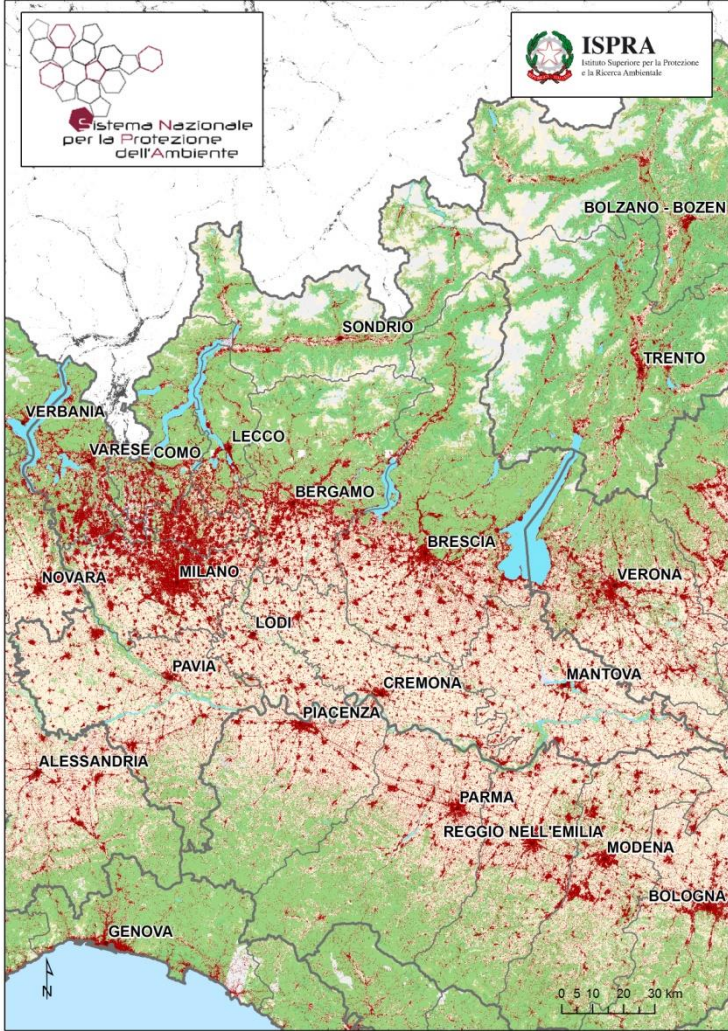 Sistema Nazionale
per la Protezione
dell'Ambiente
ISPRA
Istituto Superiore per la Protezione
e la Ricerca Ambientale
BOLZANO - BOZEN
SONDRIO
TRENTO
VERBANIA
VARESE
COMO
LECCO
BERGAMO
BRESCIA
NOVARA
MILANO
VERONA
LODI
PAVIA
CREMONA
MANTOVA
PIACENZA
ALESSANDRIA
PARMA
REGGIO NELL'EMILIA
MODENA
BOLOGNA
GENOVA
N
0 5 10 20 30 km